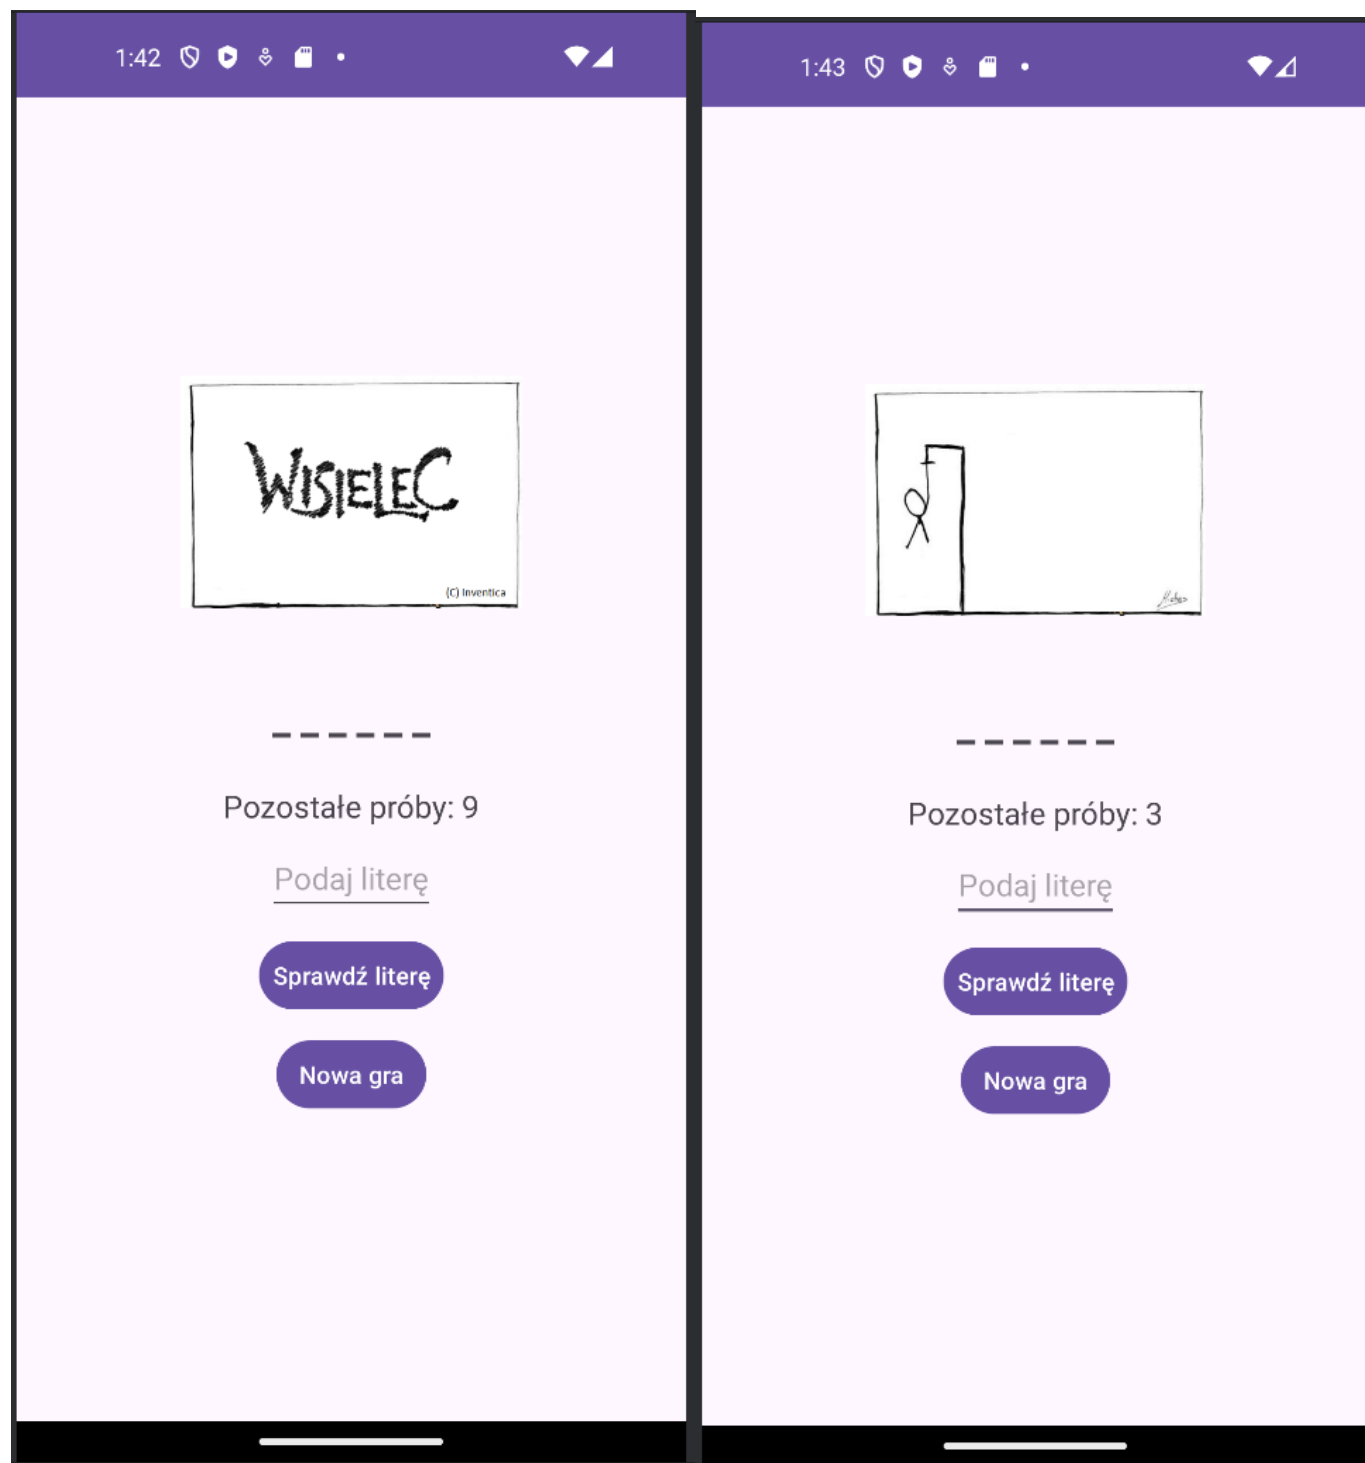 1:42
WISIELEC
(C) Inventica
_ _ _ _ _ _
Pozostałe próby: 9
Podaj literę
Sprawdź literę
Nowa gra
1:43
_ _ _ _ _ _
Pozostałe próby: 3
Podaj literę
Sprawdź literę
Nowa gra